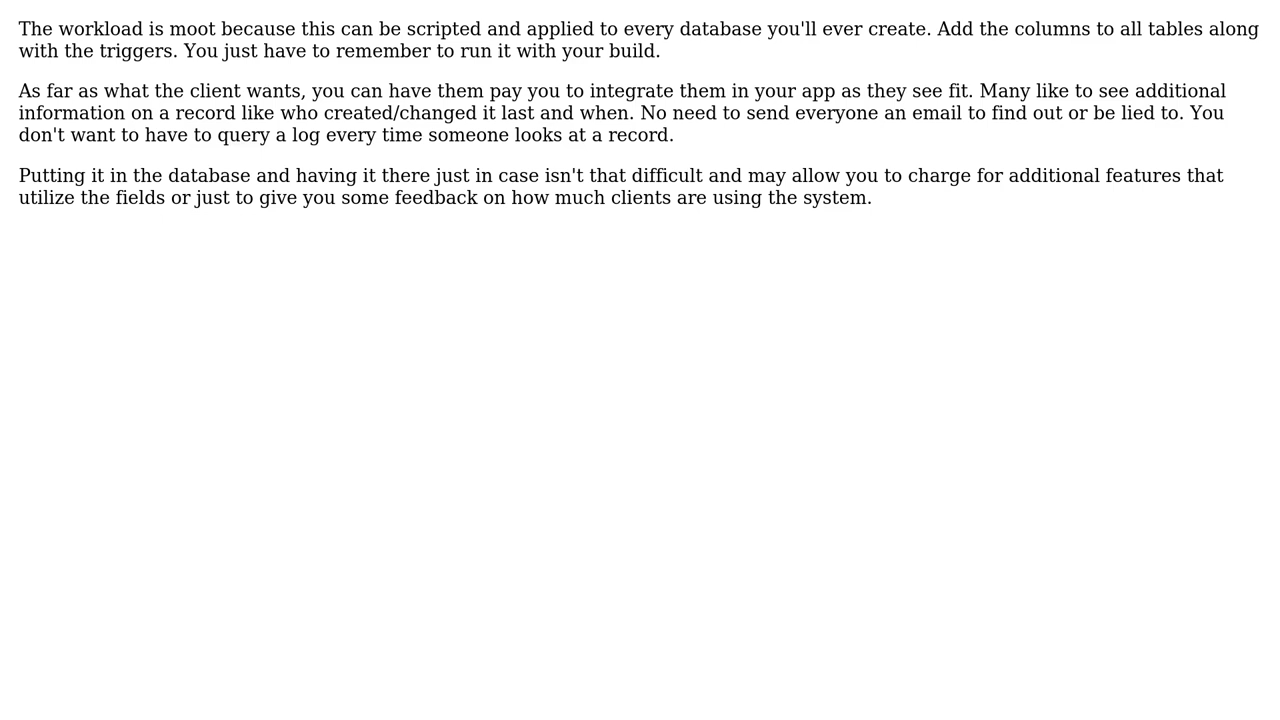 The workload is moot because this can be scripted and applied to every database you'll ever create. Add the columns to all tables along
with the triggers. You just have to remember to run it with your build.
As far as what the client wants, you can have them pay you to integrate them in your app as they see fit. Many like to see additional
information on a record like who created/changed it last and when. No need to send everyone an email to find out or be lied to. You
don't want to have to query a log every time someone looks at a record.
Putting it in the database and having it there just in case isn't that difficult and may allow you to charge for additional features that
utilize the fields or just to give you some feedback on how much clients are using the system.